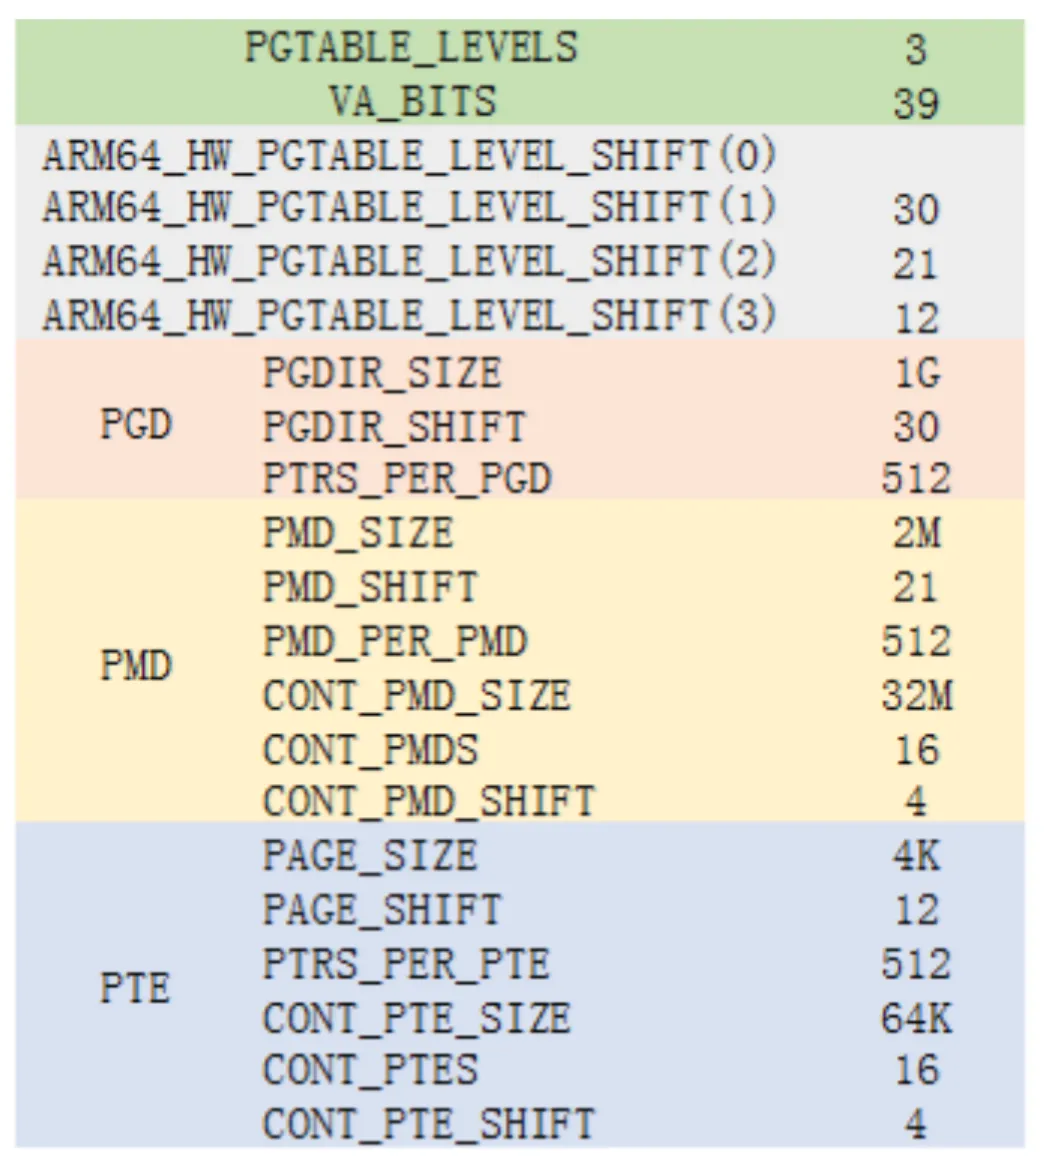 PGTABLE_LEVELS 3
VA_BITS 39
ARM64_HW_PGTABLE_LEVEL_SHIFT(0)
ARM64_HW_PGTABLE_LEVEL_SHIFT(1) 30
ARM64_HW_PGTABLE_LEVEL_SHIFT(2) 21
ARM64_HW_PGTABLE_LEVEL_SHIFT(3) 12
PGDIR_SIZE 1G
PGD PGDIR_SHIFT 30
PTRS_PER_PGD 512
PMD_SIZE 2M
PMD_SHIFT 21
PMD_PER_PMD 512
PMD
CONT_PMD_SIZE 32M
CONT_PMDS 16
CONT_PMD_SHIFT 4
PAGE_SIZE 4K
PAGE_SHIFT 12
PTRS_PER_PTE 512
PTE
CONT_PTE_SIZE 64K
CONT_PTES 16
CONT_PTE_SHIFT 4